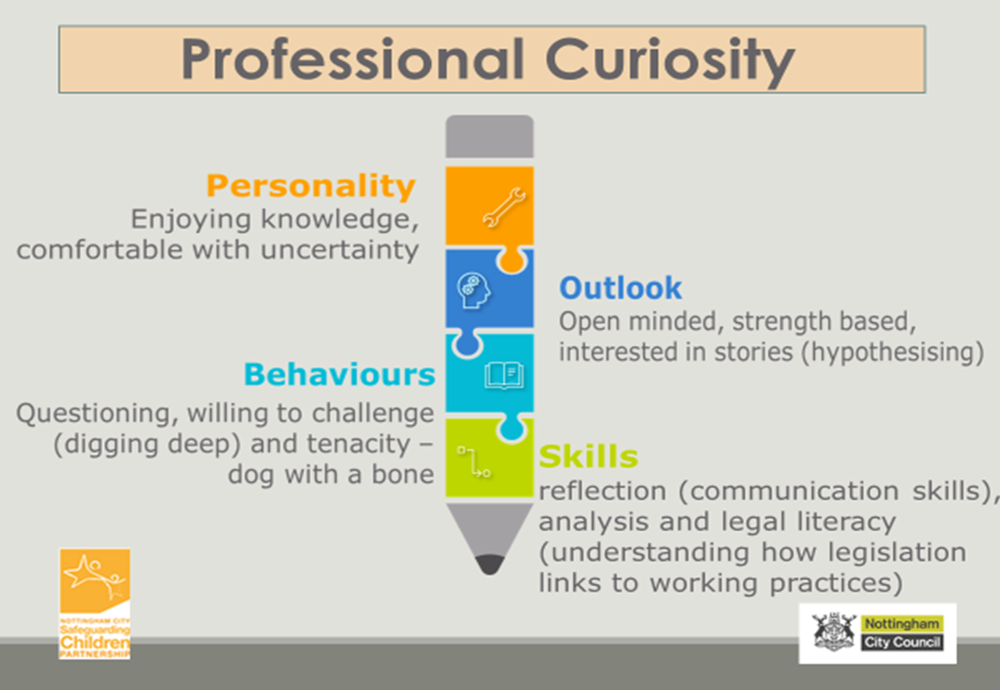 Professional Curiosity
Personality
Enjoying knowledge,
comfortable with uncertainty
Outlook
Open minded, strength based,
interested in stories (hypothesising)
Behaviours
Questioning, willing to challenge
(digging deep) and tenacity –
dog with a bone
Skills
reflection (communication skills),
analysis and legal literacy
(understanding how legislation
links to working practices)
NOTTINGHAM CITY
Safeguarding
Children
PARTNERSHIP
Nottingham
City Council